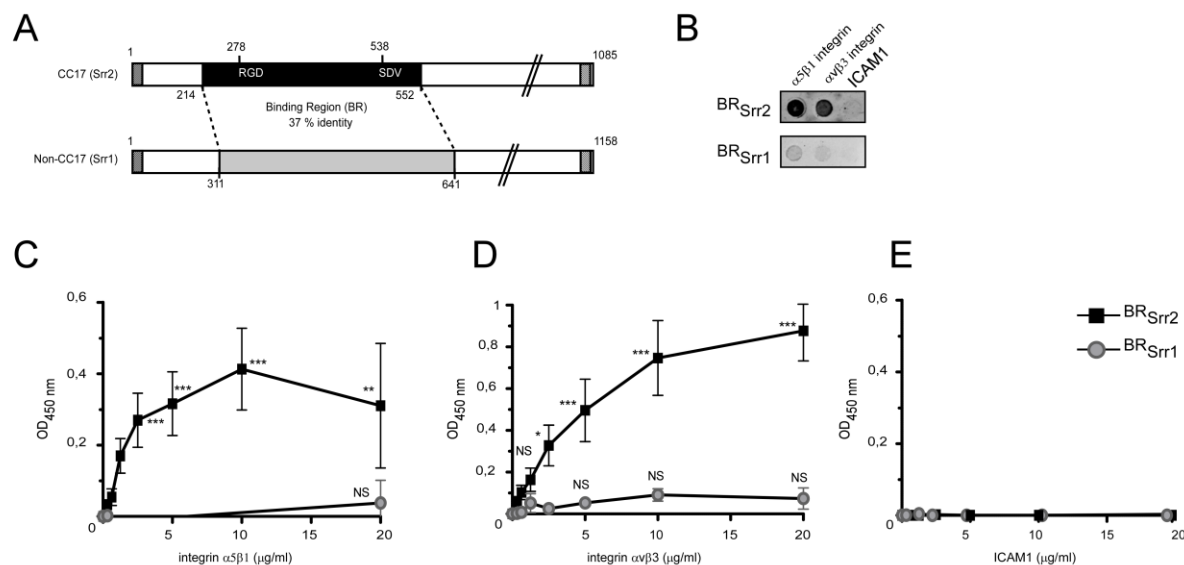 A
1
278
538
1085
CC17 (Srr2)
RGD
SDV
214
552
Binding Region (BR)
37 % identity
1
1158
Non-CC17 (Srr1)
311
641
B
α5β1 integrin
αvβ3 integrin
ICAM1
BRSrr2
BRSrr1
C
0,6
0,4
0,2
0
OD450 nm
***
***
***
**
NS
5
10
15
20
integrin α5β1 (µg/ml)
D
1
0,8
0,6
0,4
0,2
0
OD450 nm
NS
*
***
***
***
NS
NS
NS
5
10
15
20
integrin αvβ3 (µg/ml)
E
0,6
0,4
0,2
0
OD450 nm
5
10
15
20
ICAM1 (µg/ml)
BRSrr2
BRSrr1